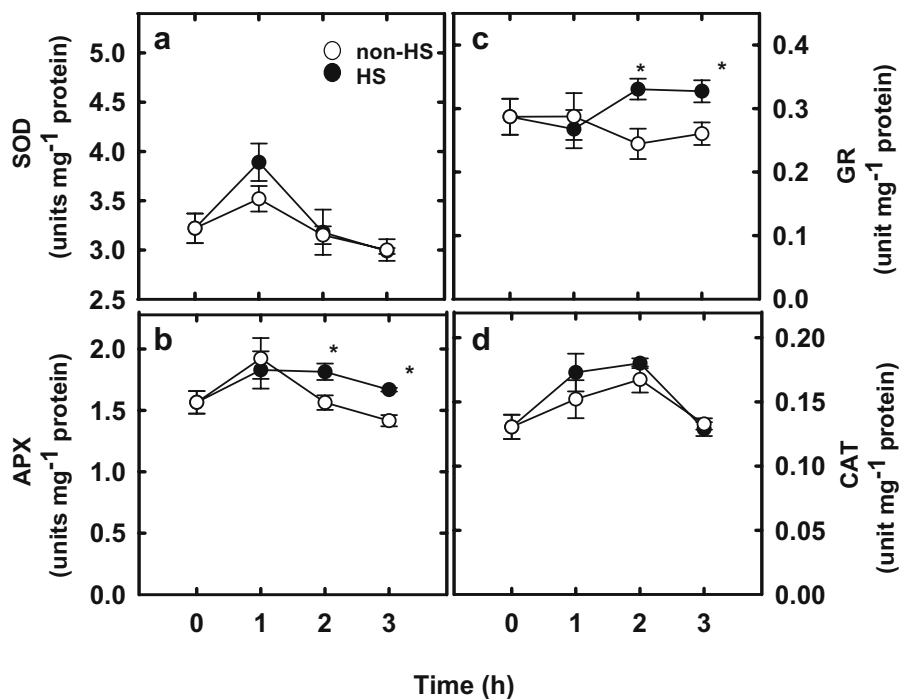 a
non-HS
HS
5.0
4.5
4.0
3.5
3.0
2.5
SOD
(units mg-1 protein)
c
*
*
0.4
0.3
0.2
0.1
0.0
GR
(unit mg-1 protein)
b
*
*
2.0
1.5
1.0
0.5
0.0
APX
(units mg-1 protein)
0 1 2 3
d
0.20
0.15
0.10
0.05
0.00
CAT
(unit mg-1 protein)
0 1 2 3
Time (h)